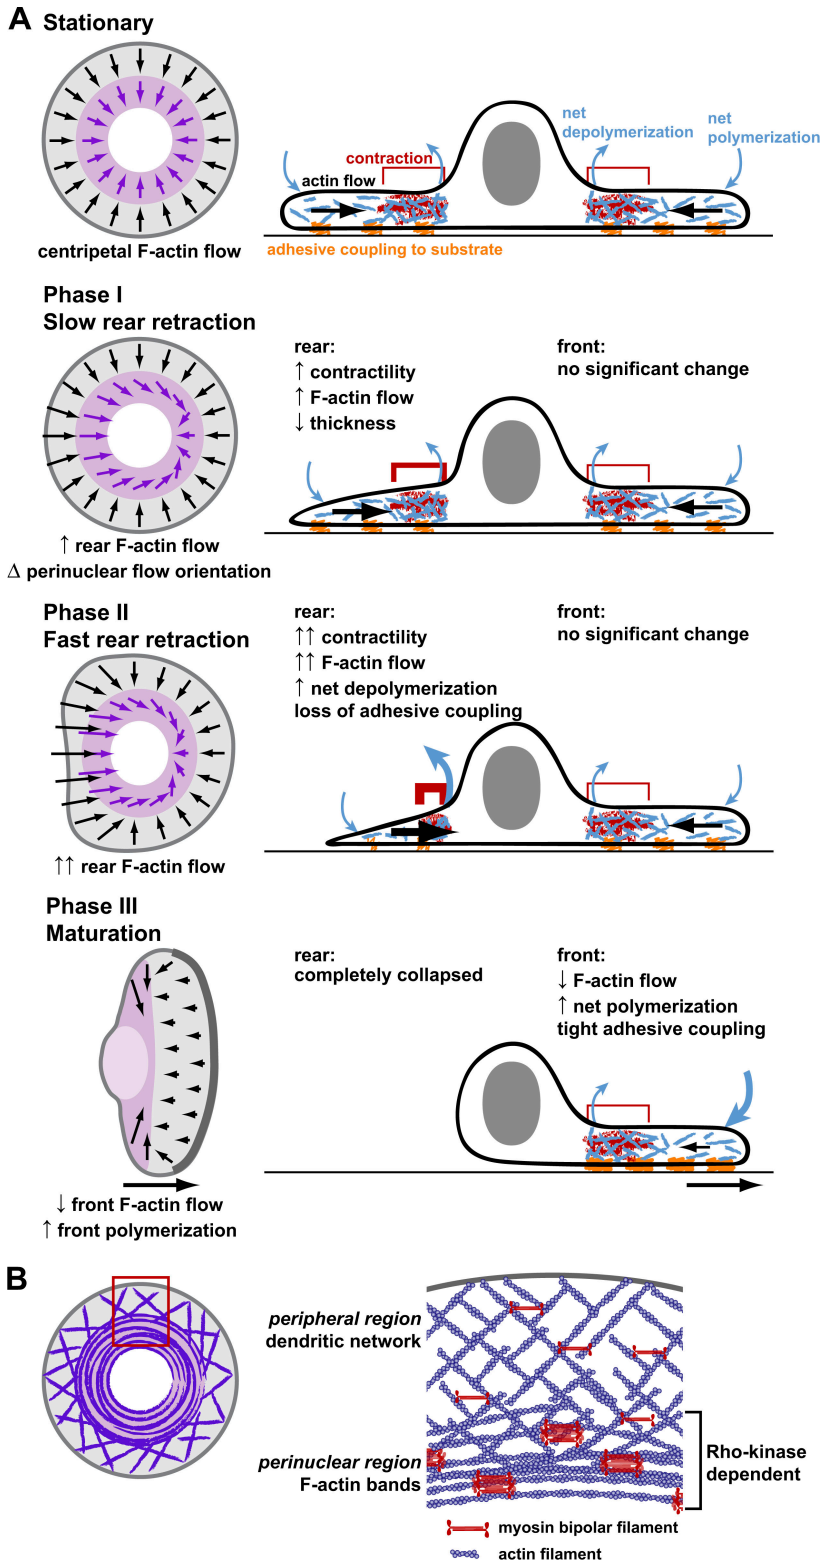 A
Stationary
net
depolymerization
net
polymerization
contraction
actin flow
centripetal F-actin flow
adhesive coupling to substrate
Phase I
Slow rear retraction
rear:
↑ contractility
↑ F-actin flow
↓ thickness
front:
no significant change
↑ rear F-actin flow
Δ perinuclear flow orientation
Phase II
Fast rear retraction
rear:
↑↑ contractility
↑↑ F-actin flow
↑ net depolymerization
loss of adhesive coupling
front:
no significant change
↑↑ rear F-actin flow
Phase III
Maturation
rear:
completely collapsed
front:
↓ F-actin flow
↑ net polymerization
tight adhesive coupling
↓ front F-actin flow
↑ front polymerization
B
peripheral region
dendritic network
perinuclear region
F-actin bands
Rho-kinase
dependent
myosin bipolar filament
actin filament